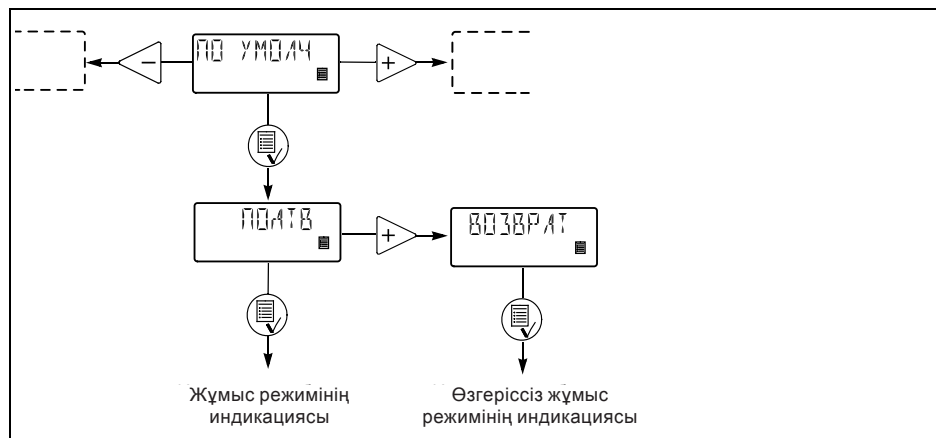 ПО УМОЛЧ
− +
ПОДТВ
+
ВОЗВРАТ
Жұмыс режимінің
индикациясы
Өзгеріссіз жұмыс
режимінің индикациясы